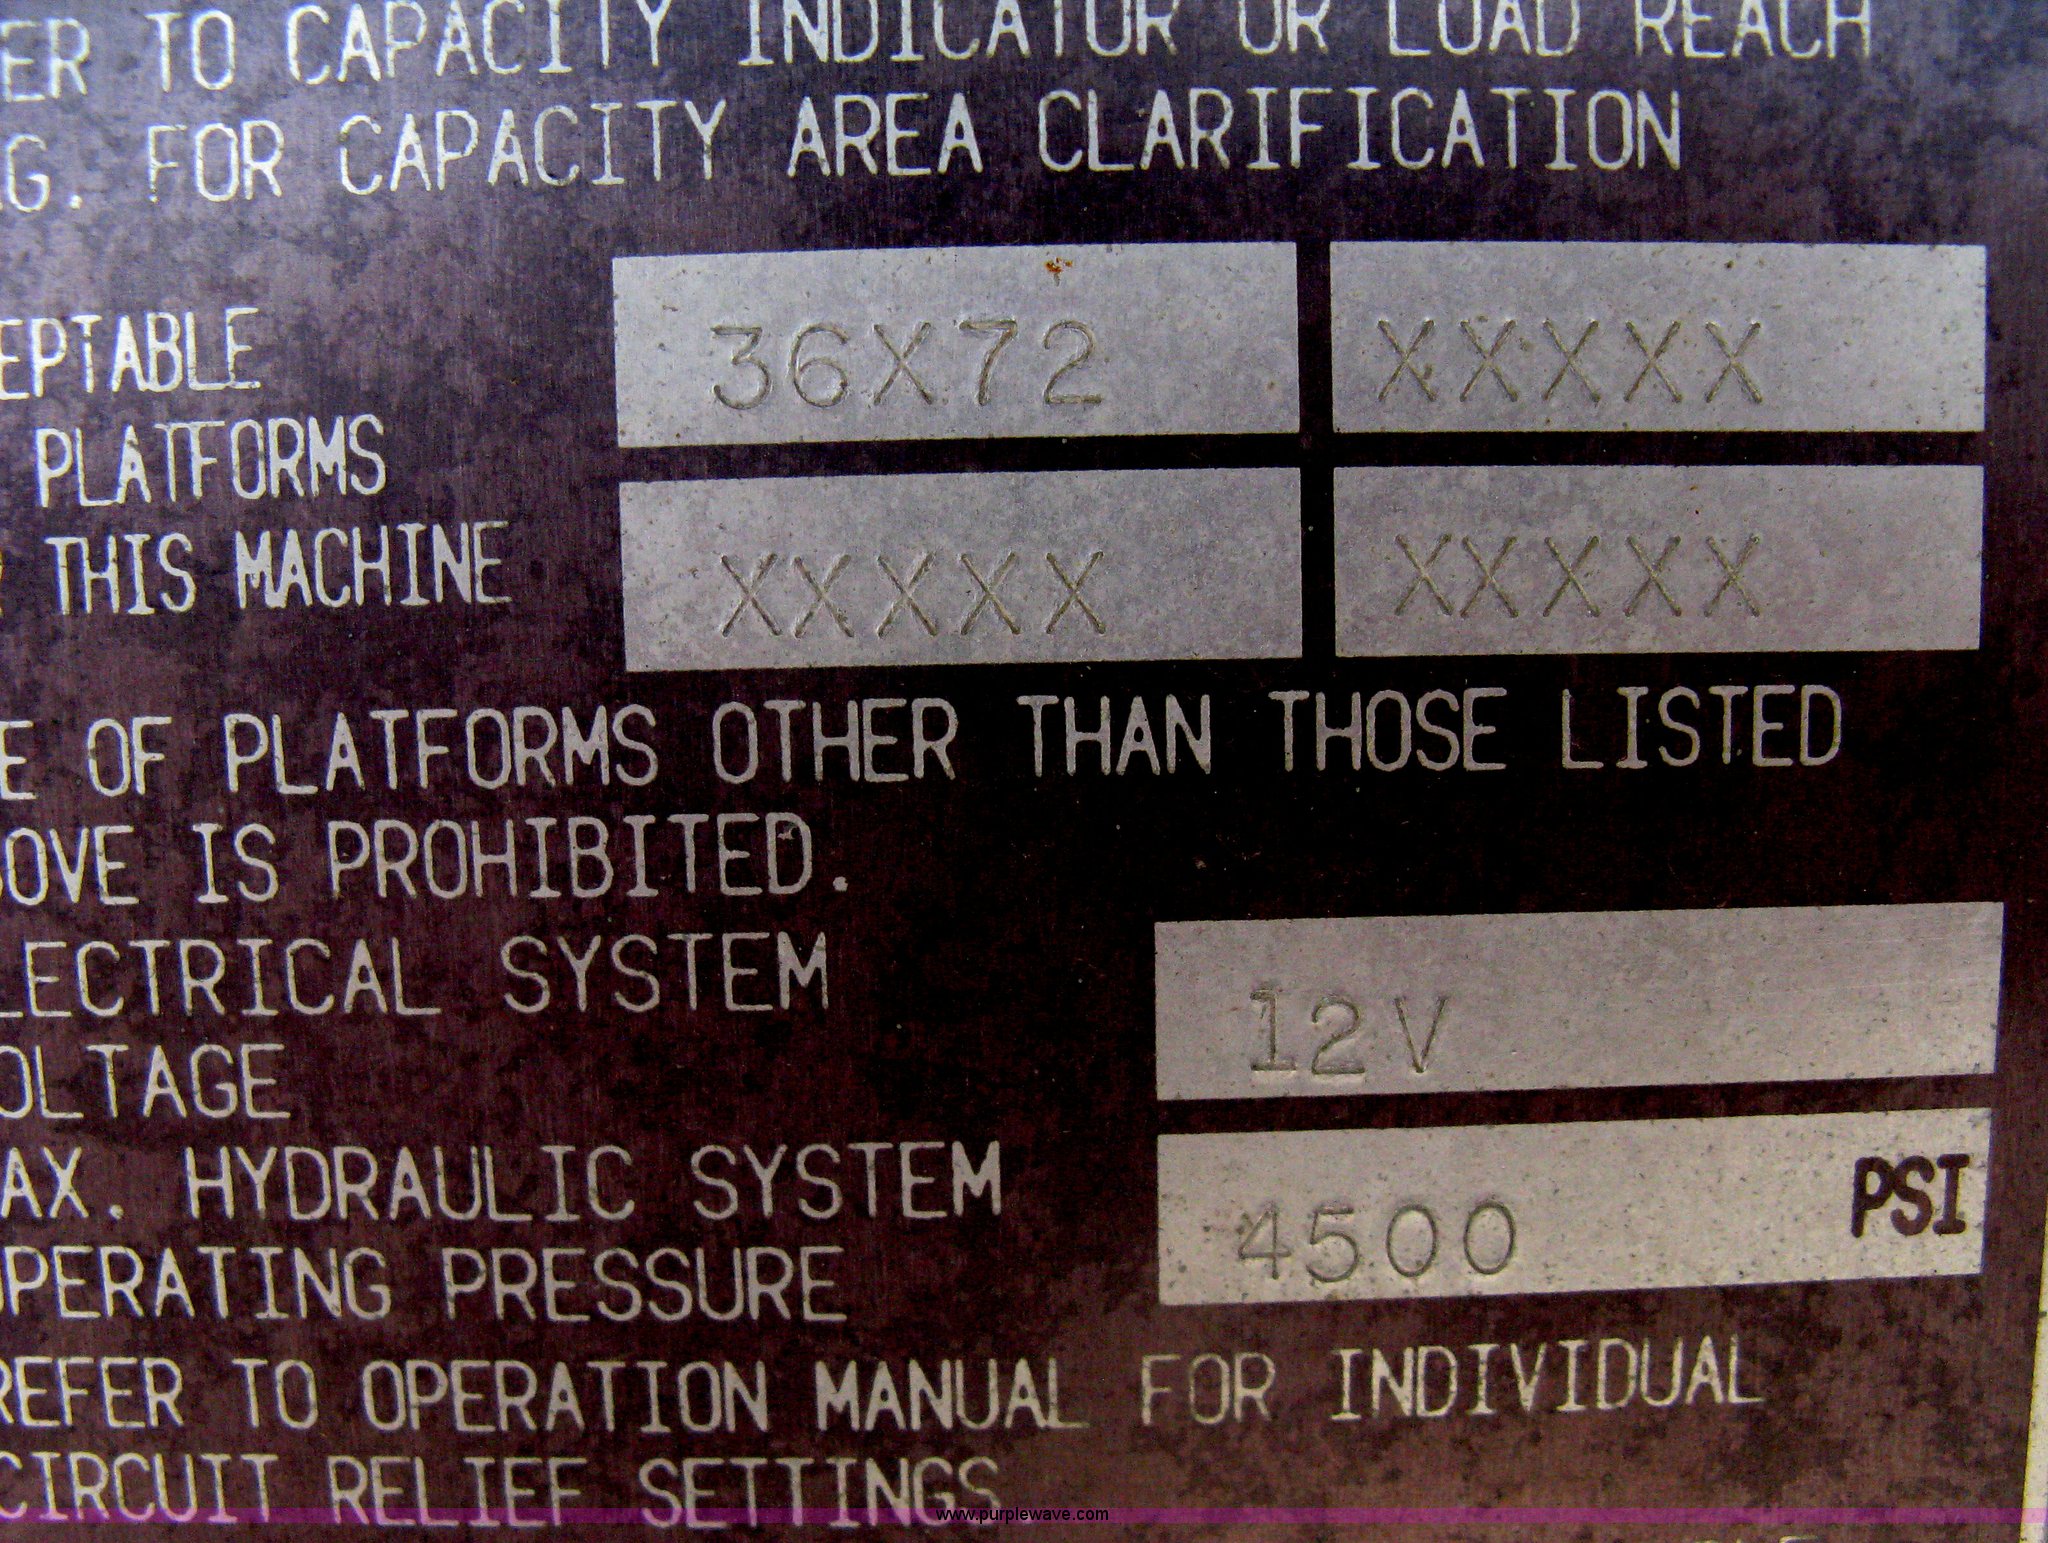 ER TO CAPACITY INDICATOR OR LOAD REACH
G. FOR CAPACITY AREA CLARIFICATION
EPTABLE
36X72 XXXXX
PLATFORMS
THIS MACHINE
XXXXX XXXXX
E OF PLATFORMS OTHER THAN THOSE LISTED
OVE IS PROHIBITED.
LECTRICAL SYSTEM
12V
OLTAGE
AX. HYDRAULIC SYSTEM
4500 PSI
OPERATING PRESSURE
REFER TO OPERATION MANUAL FOR INDIVIDUAL
CIRCUIT RELIEF SETTINGS
www.purplewave.com